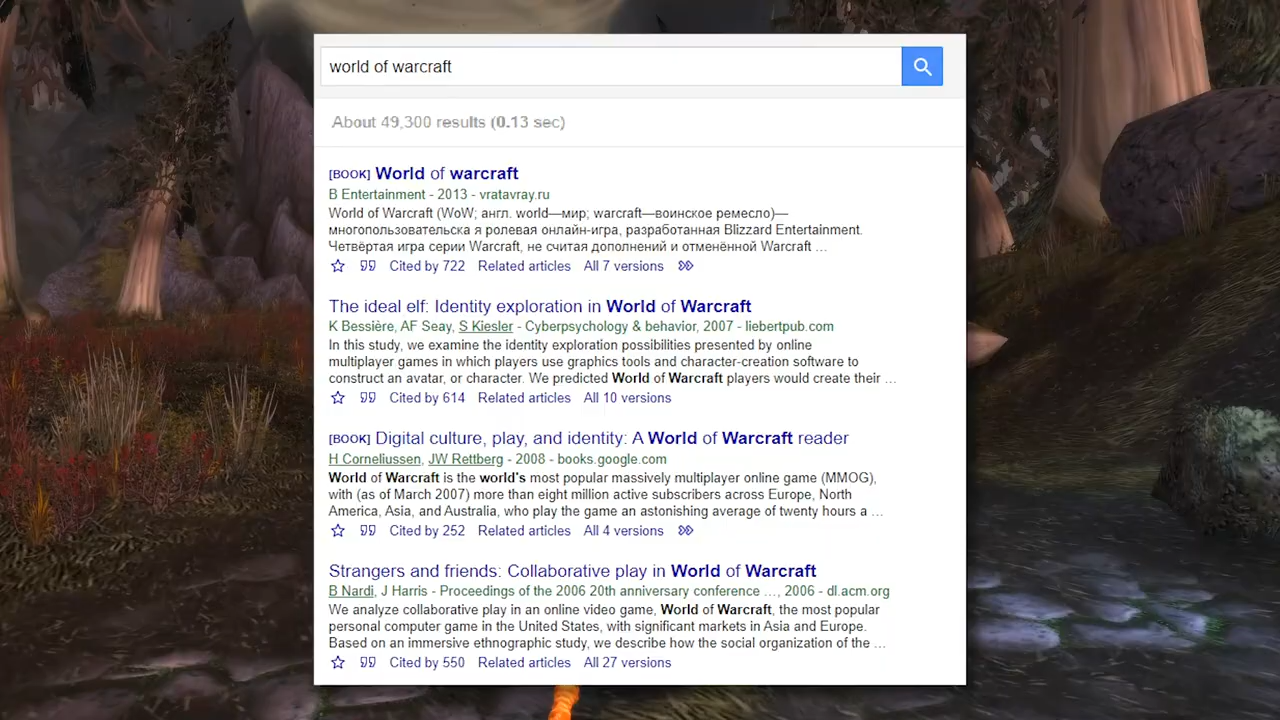 world of warcraft
About 49,300 results (0.13 sec)
[BOOK] World of warcraft
B Entertainment - 2013 - vratavray.ru
World of Warcraft (WoW; англ. world—мир; warcraft—воинское ремесло)—
многопользовательска я ролевая онлайн-игра, разработанная Blizzard Entertainment.
Четвёртая игра серии Warcraft, не считая дополнений и отменённой Warcraft ...
Cited by 722 Related articles All 7 versions
The ideal elf: Identity exploration in World of Warcraft
K Bessière, AF Seay, S Kiesler - Cyberpsychology & behavior, 2007 - liebertpub.com
In this study, we examine the identity exploration possibilities presented by online
multiplayer games in which players use graphics tools and character-creation software to
construct an avatar, or character. We predicted World of Warcraft players would create their ...
Cited by 614 Related articles All 10 versions
[BOOK] Digital culture, play, and identity: A World of Warcraft reader
H Corneliussen, JW Rettberg - 2008 - books.google.com
World of Warcraft is the world's most popular massively multiplayer online game (MMOG),
with (as of March 2007) more than eight million active subscribers across Europe, North
America, Asia, and Australia, who play the game an astonishing average of twenty hours a ...
Cited by 252 Related articles All 4 versions
Strangers and friends: Collaborative play in World of Warcraft
B Nardi, J Harris - Proceedings of the 2006 20th anniversary conference ..., 2006 - dl.acm.org
We analyze collaborative play in an online video game, World of Warcraft, the most popular
personal computer game in the United States, with significant markets in Asia and Europe.
Based on an immersive ethnographic study, we describe how the social organization of the ...
Cited by 550 Related articles All 27 versions